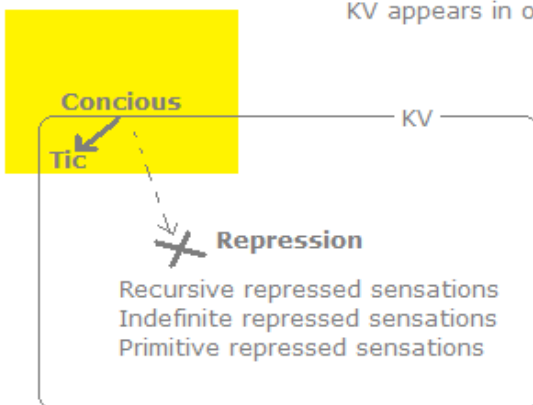 KV appears in o
Concious
KV
Tic
Repression
Recursive repressed sensations
Indefinite repressed sensations
Primitive repressed sensations